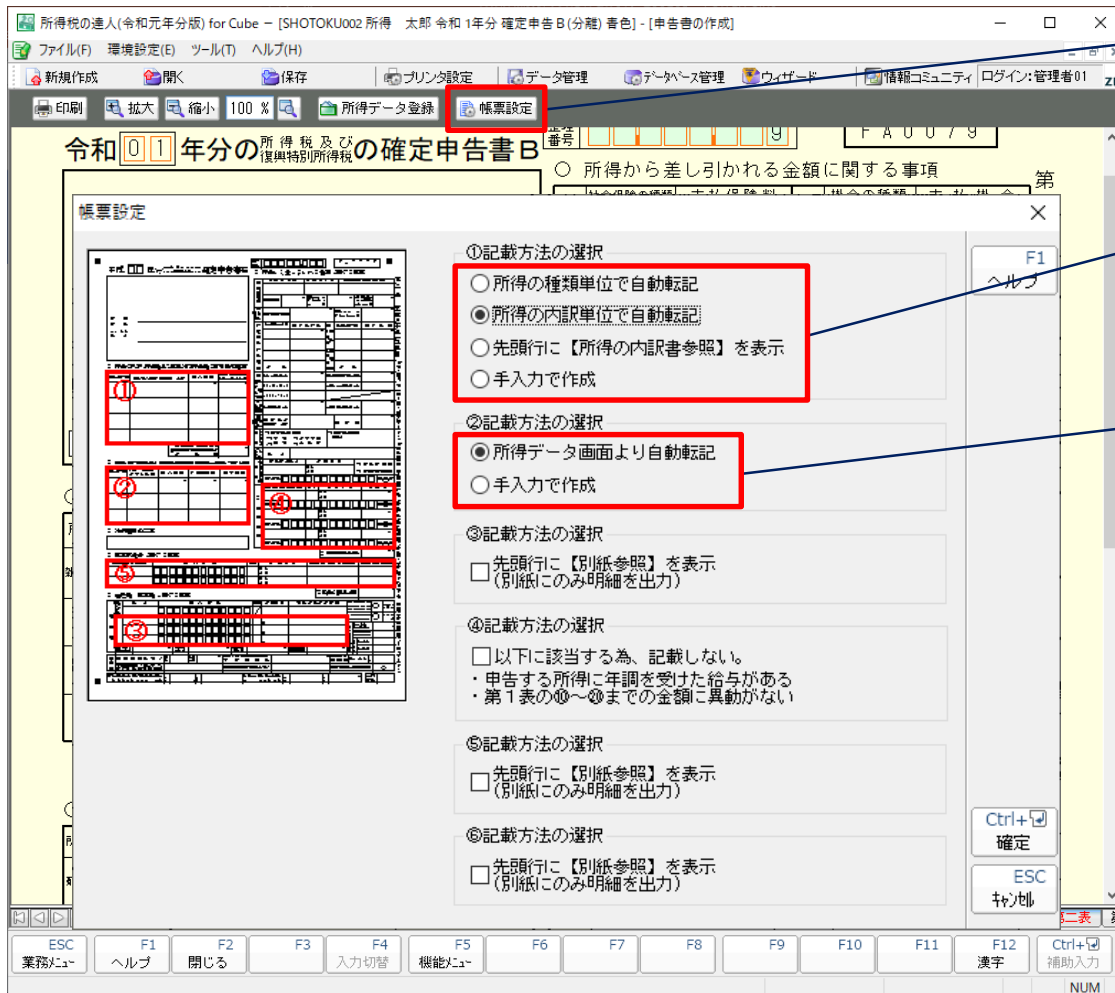 所得税の達人(令和元年分版) for Cube － [SHOTOKU002 所得　太郎 令和 1年分 確定申告Ｂ(分離) 青色] - [申告書の作成]
ファイル(F) 環境設定(E) ツール(T) ヘルプ(H)
新規作成 開く 保存 プリンタ設定 データ管理 データベース管理 ウィザード 情報コミュニティ ログイン:管理者01
印刷 拡大 縮小 100 % 所得データ登録 帳票設定
整理番号 9 ＦＡ００７９
令和 0 1 年分の所得税及び復興特別所得税の確定申告書Ｂ
○ 所得から差し引かれる金額に関する事項
第
帳票設定
①記載方法の選択
所得の種類単位で自動転記
所得の内訳単位で自動転記
先頭行に【所得の内訳書参照】を表示
手入力で作成
②記載方法の選択
所得データ画面より自動転記
手入力で作成
③記載方法の選択
先頭行に【別紙参照】を表示
(別紙にのみ明細を出力)
④記載方法の選択
以下に該当する為、記載しない。
・申告する所得に年調を受けた給与がある
・第１表の⑩～⑳までの金額に異動がない
⑤記載方法の選択
先頭行に【別紙参照】を表示
(別紙にのみ明細を出力)
⑥記載方法の選択
先頭行に【別紙参照】を表示
(別紙にのみ明細を出力)
①
②
④
⑤
③
F1
ヘルプ
Ctrl+
確定
ESC
キャンセル
二表
ESC F1 F2 F3 F4 F5 F6 F7 F8 F9 F10 F11 F12 Ctrl+
業務ﾒﾆｭｰ ヘルプ 閉じる 入力切替 機能ﾒﾆｭｰ 漢字 補助入力
NUM